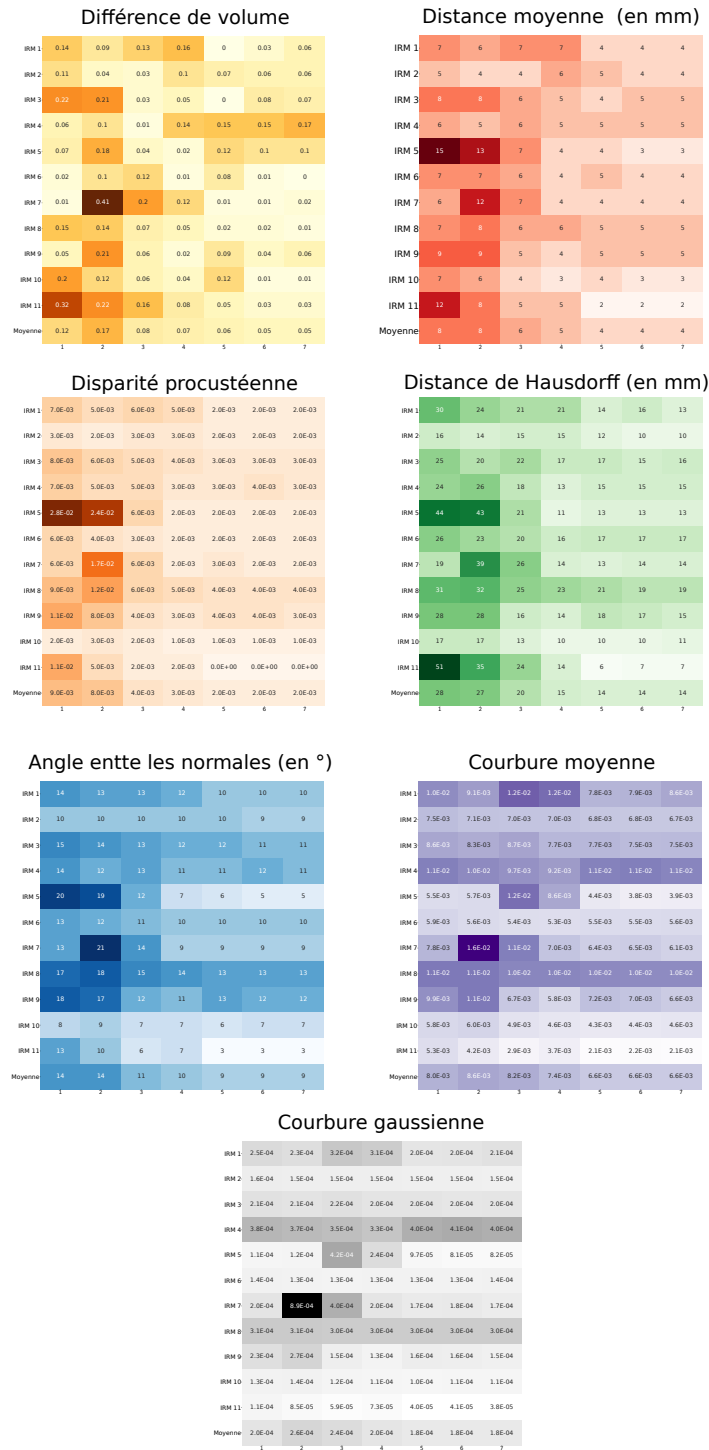 Différence de volume
IRM 1 0.14 0.09 0.13 0.16 0 0.03 0.06
IRM 2 0.11 0.04 0.03 0.1 0.07 0.06 0.06
IRM 3 0.22 0.21 0.03 0.05 0 0.08 0.07
IRM 4 0.06 0.1 0.01 0.14 0.15 0.15 0.17
IRM 5 0.07 0.18 0.04 0.02 0.12 0.1 0.1
IRM 6 0.02 0.1 0.12 0.01 0.08 0.01 0
IRM 7 0.01 0.41 0.2 0.12 0.01 0.01 0.02
IRM 8 0.15 0.14 0.07 0.05 0.02 0.02 0.01
IRM 9 0.05 0.21 0.06 0.02 0.09 0.04 0.06
IRM 10 0.2 0.12 0.06 0.04 0.12 0.01 0.01
IRM 11 0.32 0.22 0.16 0.08 0.05 0.03 0.03
Moyenne 0.12 0.17 0.08 0.07 0.06 0.05 0.05
1 2 3 4 5 6 7
Distance moyenne (en mm)
IRM 1 7 6 7 7 4 4 4
IRM 2 5 4 4 6 5 4 4
IRM 3 8 8 6 5 4 5 5
IRM 4 6 5 6 5 5 5 5
IRM 5 15 13 7 4 4 3 3
IRM 6 7 7 6 4 5 4 4
IRM 7 6 12 7 4 4 4 4
IRM 8 7 8 6 6 5 5 5
IRM 9 9 9 5 4 5 5 5
IRM 10 7 6 4 3 4 3 3
IRM 11 12 8 5 5 2 2 2
Moyenne 8 8 6 5 4 4 4
1 2 3 4 5 6 7
Disparité procustéenne
IRM 1 7.0E-03 5.0E-03 6.0E-03 5.0E-03 2.0E-03 2.0E-03 2.0E-03
IRM 2 3.0E-03 2.0E-03 3.0E-03 3.0E-03 2.0E-03 2.0E-03 2.0E-03
IRM 3 8.0E-03 6.0E-03 5.0E-03 4.0E-03 3.0E-03 3.0E-03 3.0E-03
IRM 4 7.0E-03 5.0E-03 5.0E-03 3.0E-03 3.0E-03 4.0E-03 3.0E-03
IRM 5 2.8E-02 2.4E-02 6.0E-03 2.0E-03 2.0E-03 2.0E-03 2.0E-03
IRM 6 6.0E-03 4.0E-03 3.0E-03 2.0E-03 3.0E-03 2.0E-03 2.0E-03
IRM 7 6.0E-03 1.7E-02 6.0E-03 2.0E-03 3.0E-03 2.0E-03 2.0E-03
IRM 8 9.0E-03 1.2E-02 6.0E-03 5.0E-03 4.0E-03 4.0E-03 4.0E-03
IRM 9 1.1E-02 8.0E-03 4.0E-03 3.0E-03 4.0E-03 4.0E-03 3.0E-03
IRM 10 2.0E-03 3.0E-03 2.0E-03 1.0E-03 1.0E-03 1.0E-03 1.0E-03
IRM 11 1.1E-02 5.0E-03 2.0E-03 2.0E-03 0.0E+00 0.0E+00 0.0E+00
Moyenne 9.0E-03 8.0E-03 4.0E-03 3.0E-03 2.0E-03 2.0E-03 2.0E-03
1 2 3 4 5 6 7
Distance de Hausdorff (en mm)
IRM 1 30 24 21 21 14 16 13
IRM 2 16 14 15 15 12 10 10
IRM 3 25 20 22 17 17 15 16
IRM 4 24 26 18 13 15 15 15
IRM 5 44 43 21 11 13 13 13
IRM 6 26 23 20 16 17 17 17
IRM 7 19 39 26 14 13 14 14
IRM 8 31 32 25 23 21 19 19
IRM 9 28 28 16 14 18 17 15
IRM 10 17 17 13 10 10 10 11
IRM 11 51 35 24 14 6 7 7
Moyenne 28 27 20 15 14 14 14
1 2 3 4 5 6 7
Angle entte les normales (en °)
IRM 1 14 13 13 12 10 10 10
IRM 2 10 10 10 10 10 9 9
IRM 3 15 14 13 12 12 11 11
IRM 4 14 12 13 11 11 12 11
IRM 5 20 19 12 7 6 5 5
IRM 6 13 12 11 10 10 10 10
IRM 7 13 21 14 9 9 9 9
IRM 8 17 18 15 14 13 13 13
IRM 9 18 17 12 11 13 12 12
IRM 10 8 9 7 7 6 7 7
IRM 11 13 10 6 7 3 3 3
Moyenne 14 14 11 10 9 9 9
1 2 3 4 5 6 7
Courbure moyenne
IRM 1 1.0E-02 9.1E-03 1.2E-02 1.2E-02 7.8E-03 7.9E-03 8.6E-03
IRM 2 7.5E-03 7.1E-03 7.0E-03 7.0E-03 6.8E-03 6.8E-03 6.7E-03
IRM 3 8.6E-03 8.3E-03 8.7E-03 7.7E-03 7.7E-03 7.5E-03 7.5E-03
IRM 4 1.1E-02 1.0E-02 9.7E-03 9.2E-03 1.1E-02 1.1E-02 1.1E-02
IRM 5 5.5E-03 5.7E-03 1.2E-02 8.6E-03 4.4E-03 3.8E-03 3.9E-03
IRM 6 5.9E-03 5.6E-03 5.4E-03 5.3E-03 5.5E-03 5.5E-03 5.6E-03
IRM 7 7.8E-03 1.6E-02 1.1E-02 7.0E-03 6.4E-03 6.5E-03 6.1E-03
IRM 8 1.1E-02 1.1E-02 1.0E-02 1.0E-02 1.0E-02 1.0E-02 1.0E-02
IRM 9 9.9E-03 1.1E-02 6.7E-03 5.8E-03 7.2E-03 7.0E-03 6.6E-03
IRM 10 5.8E-03 6.0E-03 4.9E-03 4.6E-03 4.3E-03 4.4E-03 4.6E-03
IRM 11 5.3E-03 4.2E-03 2.9E-03 3.7E-03 2.1E-03 2.2E-03 2.1E-03
Moyenne 8.0E-03 8.6E-03 8.2E-03 7.4E-03 6.6E-03 6.6E-03 6.6E-03
1 2 3 4 5 6 7
Courbure gaussienne
IRM 1 2.5E-04 2.3E-04 3.2E-04 3.1E-04 2.0E-04 2.0E-04 2.1E-04
IRM 2 1.6E-04 1.5E-04 1.5E-04 1.5E-04 1.5E-04 1.5E-04 1.5E-04
IRM 3 2.1E-04 2.1E-04 2.2E-04 2.0E-04 2.0E-04 2.0E-04 2.0E-04
IRM 4 3.8E-04 3.7E-04 3.5E-04 3.3E-04 4.0E-04 4.1E-04 4.0E-04
IRM 5 1.1E-04 1.2E-04 4.2E-04 2.4E-04 9.7E-05 8.1E-05 8.2E-05
IRM 6 1.4E-04 1.3E-04 1.3E-04 1.3E-04 1.3E-04 1.3E-04 1.4E-04
IRM 7 2.0E-04 8.9E-04 4.0E-04 2.0E-04 1.7E-04 1.8E-04 1.7E-04
IRM 8 3.1E-04 3.1E-04 3.0E-04 3.0E-04 3.0E-04 3.0E-04 3.0E-04
IRM 9 2.3E-04 2.7E-04 1.5E-04 1.3E-04 1.6E-04 1.6E-04 1.5E-04
IRM 10 1.3E-04 1.4E-04 1.2E-04 1.1E-04 1.0E-04 1.1E-04 1.1E-04
IRM 11 1.1E-04 8.5E-05 5.9E-05 7.3E-05 4.0E-05 4.1E-05 3.8E-05
Moyenne 2.0E-04 2.6E-04 2.4E-04 2.0E-04 1.8E-04 1.8E-04 1.8E-04
1 2 3 4 5 6 7